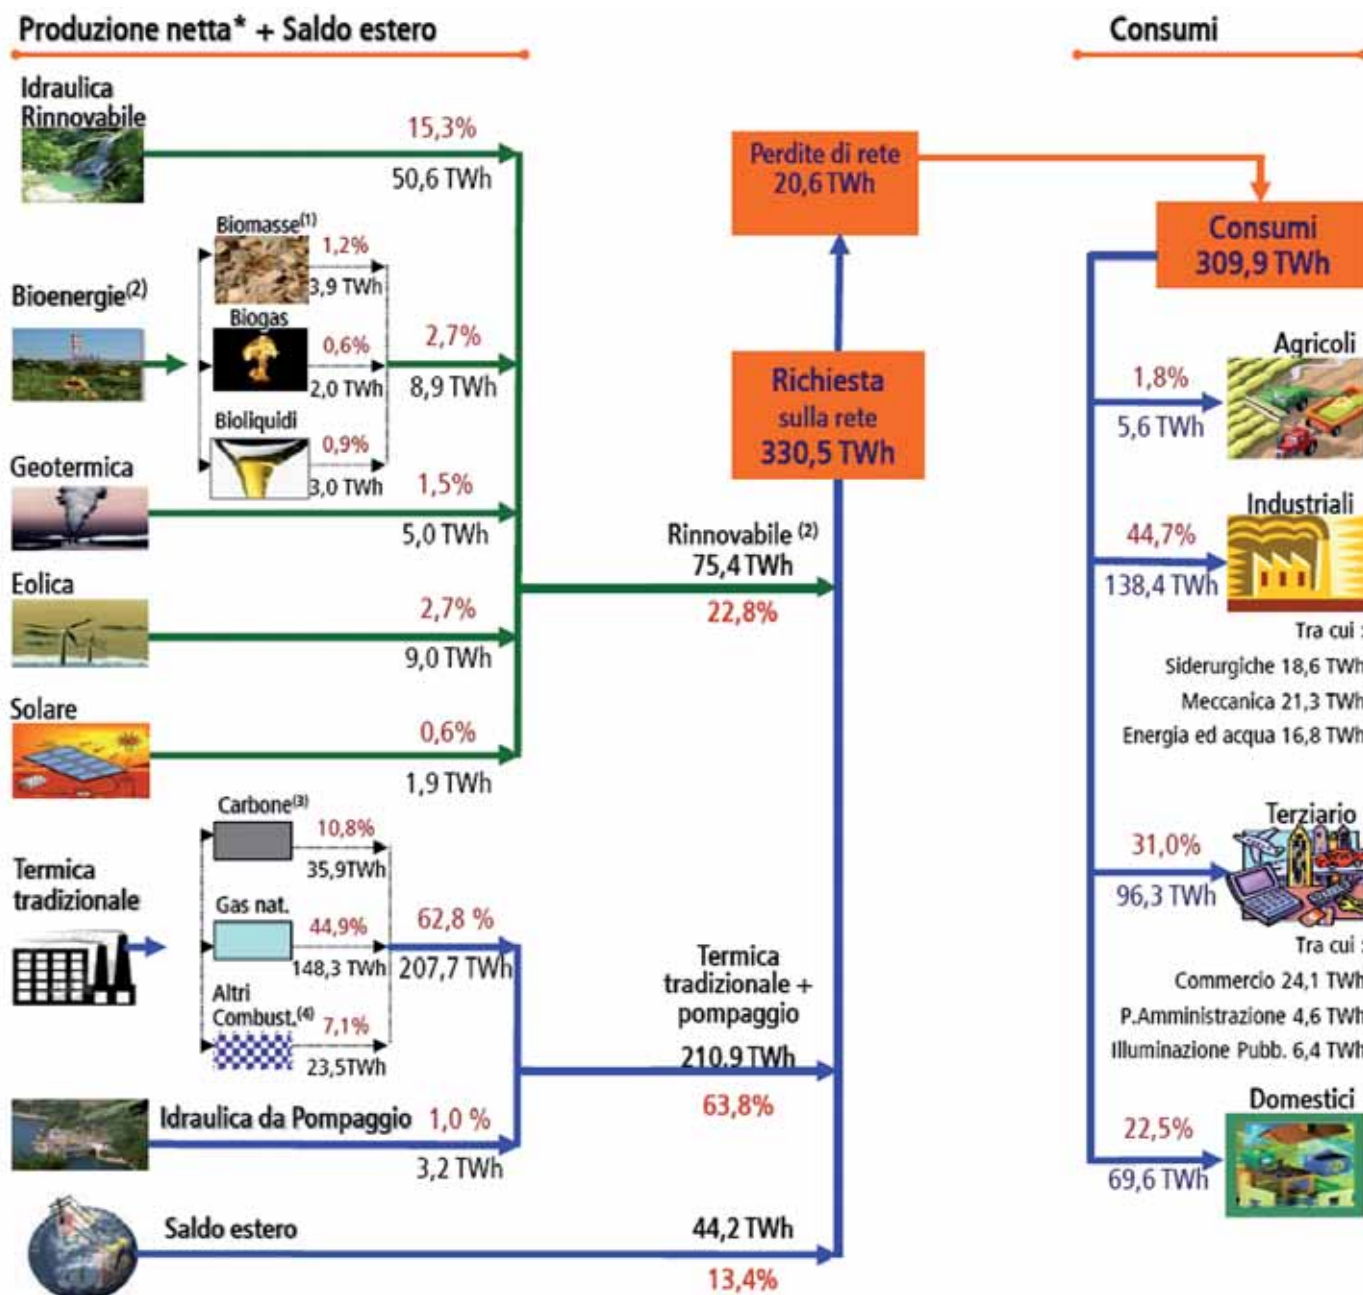 Produzione netta* + Saldo estero
Idraulica
Rinnovabile
15,3%
50,6 TWh
Bioenergie(2)
Biomasse(1)
1,2%
3,9 TWh
Biogas
0,6%
2,0 TWh
Bioliquidi
0,9%
3,0 TWh
2,7%
8,9 TWh
Geotermica
1,5%
5,0 TWh
Eolica
2,7%
9,0 TWh
Solare
0,6%
1,9 TWh
Rinnovabile (2)
75,4 TWh
22,8%
Termica
tradizionale
Carbone(3)
10,8%
35,9TWh
Gas nat.
44,9%
148,3 TWh
Altri
Combust.(4)
7,1%
23,5TWh
62,8 %
207,7 TWh
Idraulica da Pompaggio
1,0 %
3,2 TWh
Termica
tradizionale +
pompaggio
210,9 TWh
63,8%
Saldo estero
44,2 TWh
13,4%
Richiesta
sulla rete
330,5 TWh
Perdite di rete
20,6 TWh
Consumi
Consumi
309,9 TWh
Agricoli
1,8%
5,6 TWh
Industriali
44,7%
138,4 TWh
Tra cui :
Siderurgiche 18,6 TWh
Meccanica 21,3 TWh
Energia ed acqua 16,8 TWh
Terziario
31,0%
96,3 TWh
Tra cui :
Commercio 24,1 TWh
P.Amministrazione 4,6 TWh
Illuminazione Pubb. 6,4 TWh
Domestici
22,5%
69,6 TWh